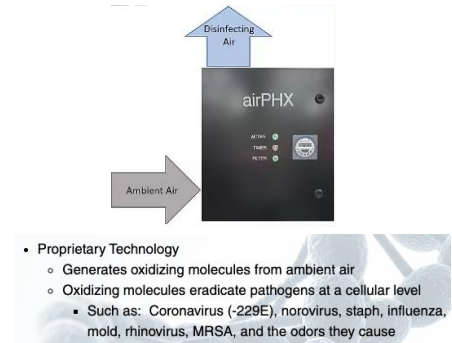 Disinfecting
Air
airPHX
ACTIVE
TIMER
FILTER
Ambient Air
• Proprietary Technology
○ Generates oxidizing molecules from ambient air
○ Oxidizing molecules eradicate pathogens at a cellular level
▪ Such as: Coronavirus (-229E), norovirus, staph, influenza,
mold, rhinovirus, MRSA, and the odors they cause